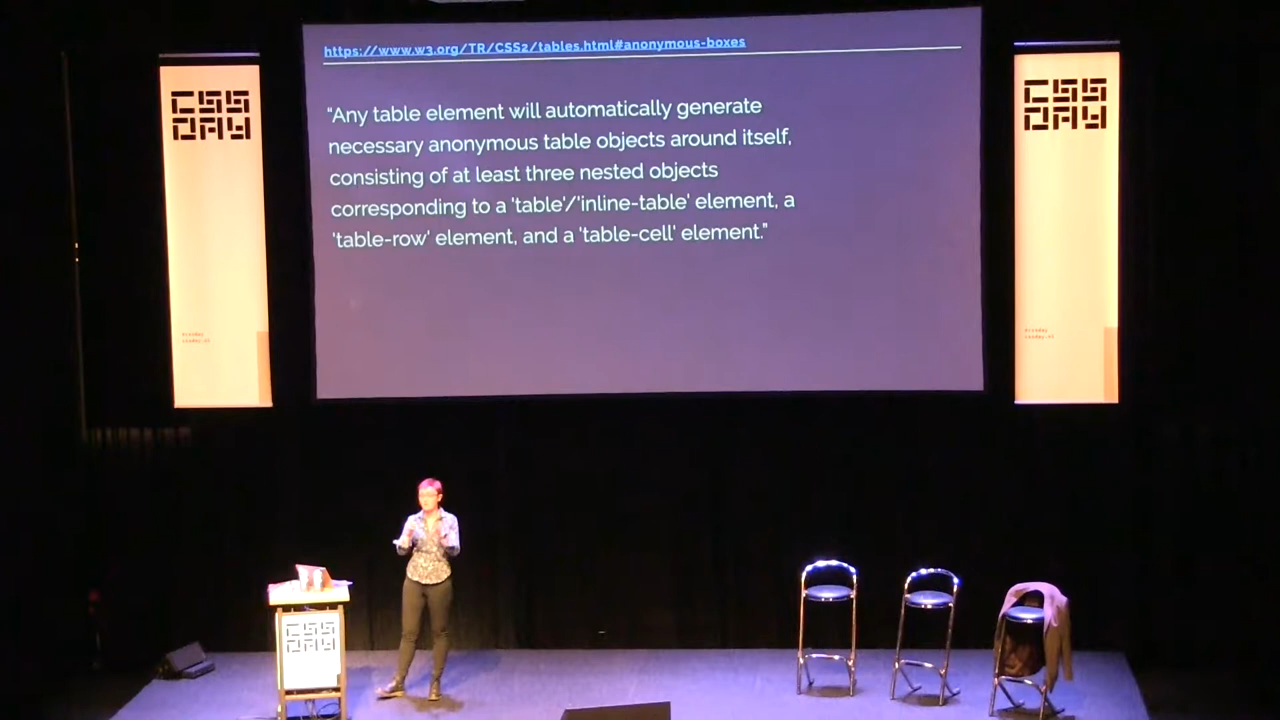 https://www.w3.org/TR/CSS2/tables.html#anonymous-boxes
“Any table element will automatically generate
necessary anonymous table objects around itself,
consisting of at least three nested objects
corresponding to a 'table'/'inline-table' element, a
'table-row' element, and a 'table-cell' element.”
CSS
DAY
CSS
DAY
CSS
DAY